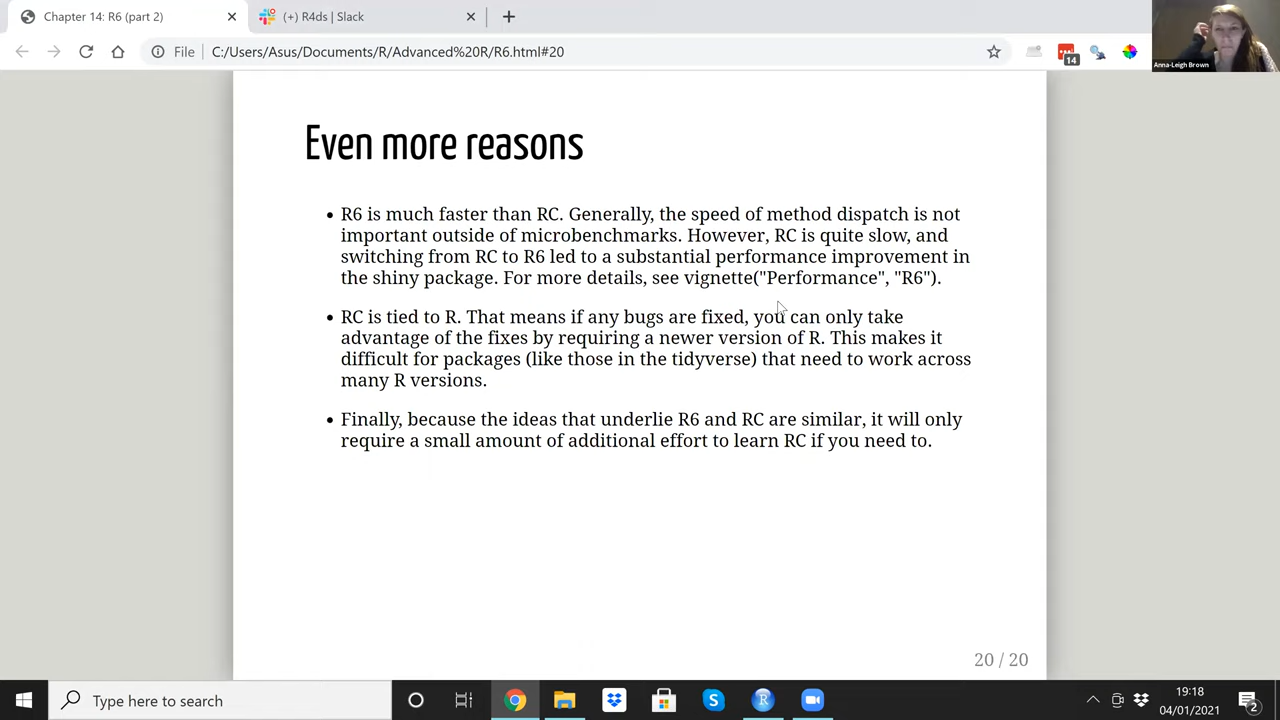 Chapter 14: R6 (part 2)
(+) R4ds | Slack
File
C:/Users/Asus/Documents/R/Advanced%20R/R6.html#20
14
Anna-Leigh Brown
Even more reasons
• R6 is much faster than RC. Generally, the speed of method dispatch is not
important outside of microbenchmarks. However, RC is quite slow, and
switching from RC to R6 led to a substantial performance improvement in
the shiny package. For more details, see vignette("Performance", "R6").
• RC is tied to R. That means if any bugs are fixed, you can only take
advantage of the fixes by requiring a newer version of R. This makes it
difficult for packages (like those in the tidyverse) that need to work across
many R versions.
• Finally, because the ideas that underlie R6 and RC are similar, it will only
require a small amount of additional effort to learn RC if you need to.
20 / 20
Type here to search
S
R
19:18
04/01/2021
2